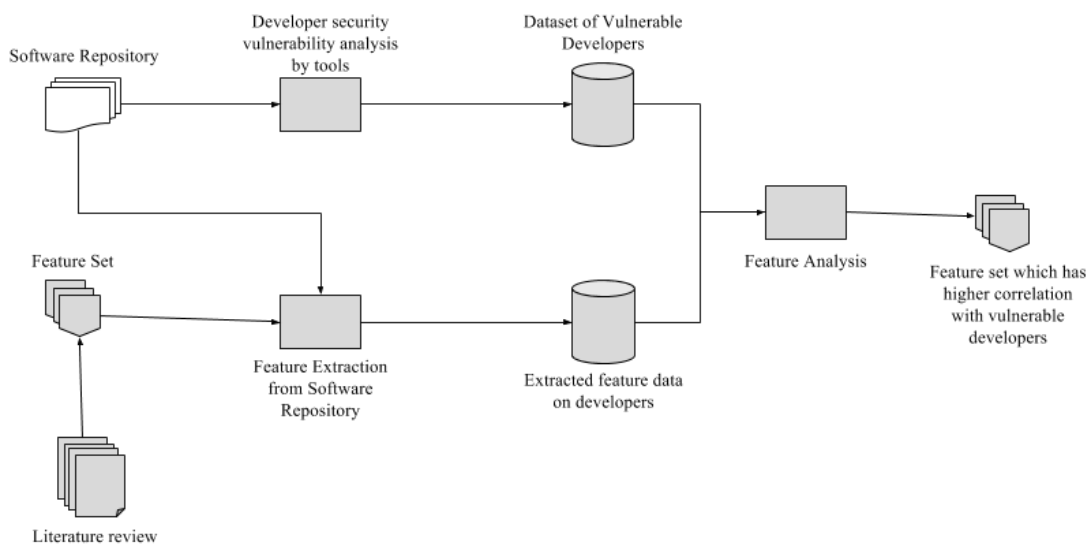 Software Repository
Developer security
vulnerability analysis
by tools
Dataset of Vulnerable
Developers
Feature Set
Feature Extraction
from Software
Repository
Extracted feature data
on developers
Feature Analysis
Feature set which has
higher correlation
with vulnerable
developers
Literature review